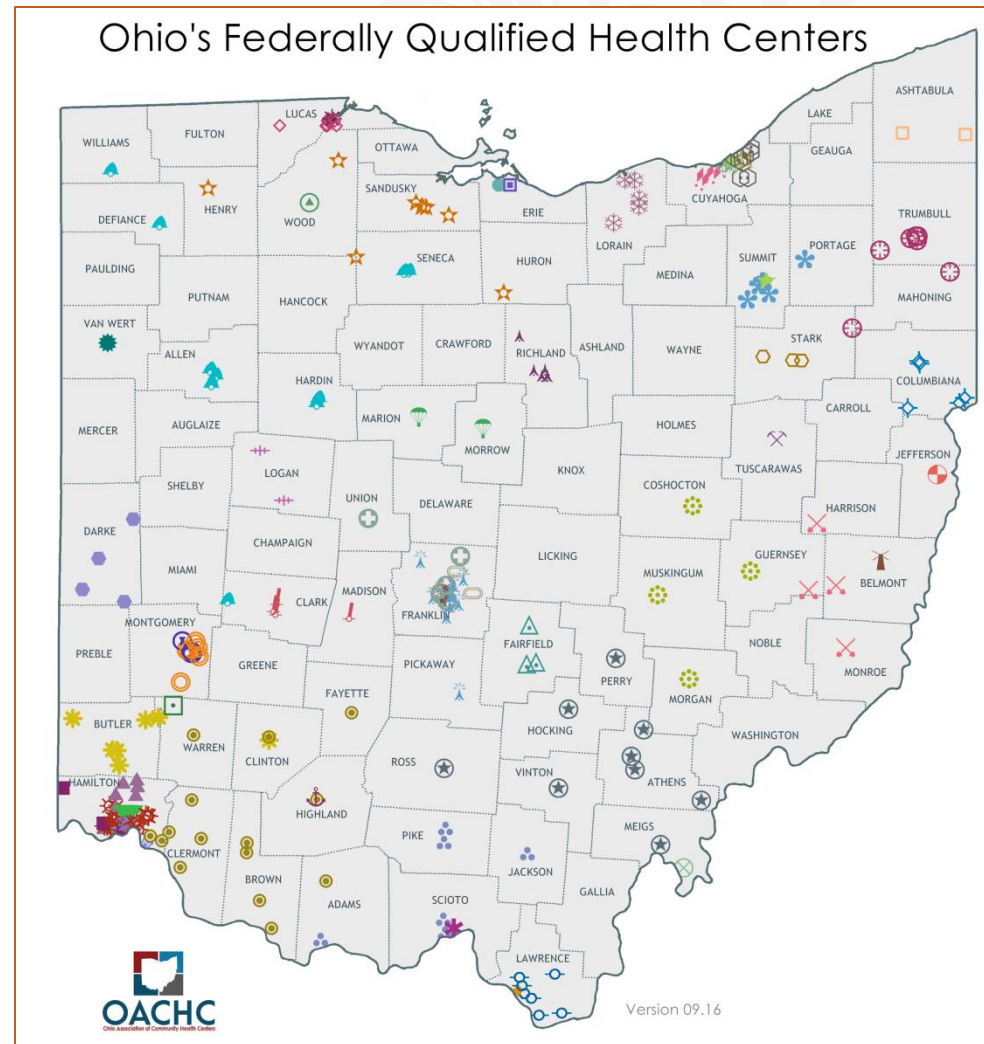 Ohio's Federally Qualified Health Centers
ASHTABULA
LAKE
LUCAS
GEAUGA
FULTON
WILLIAMS
OTTAWA
SANDUSKY
CUYAHOGA
HENRY
ERIE
TRUMBULL
DEFIANCE
WOOD
LORAIN
PORTAGE
SUMMIT
SENECA
HURON
PAULDING
MEDINA
PUTNAM
HANCOCK
MAHONING
VAN WERT
STARK
WYANDOT
CRAWFORD
RICHLAND
ASHLAND
WAYNE
ALLEN
HARDIN
COLUMBIANA
CARROLL
MARION
AUGLAIZE
HOLMES
MERCER
MORROW
JEFFERSON
TUSCARAWAS
KNOX
LOGAN
SHELBY
COSHOCTON
UNION
DELAWARE
HARRISON
DARKE
CHAMPAIGN
LICKING
GUERNSEY
MIAMI
MUSKINGUM
BELMONT
MADISON
CLARK
FRANKLIN
MONTGOMERY
FAIRFIELD
NOBLE
PREBLE
GREENE
PICKAWAY
MONROE
PERRY
FAYETTE
MORGAN
BUTLER
HOCKING
WASHINGTON
WARREN
CLINTON
ROSS
VINTON
HAMILTON
ATHENS
HIGHLAND
MEIGS
PIKE
CLERMONT
JACKSON
BROWN
GALLIA
SCIOTO
ADAMS
LAWRENCE
OACHC
Ohio Association of Community Health Centers
Version 09.16